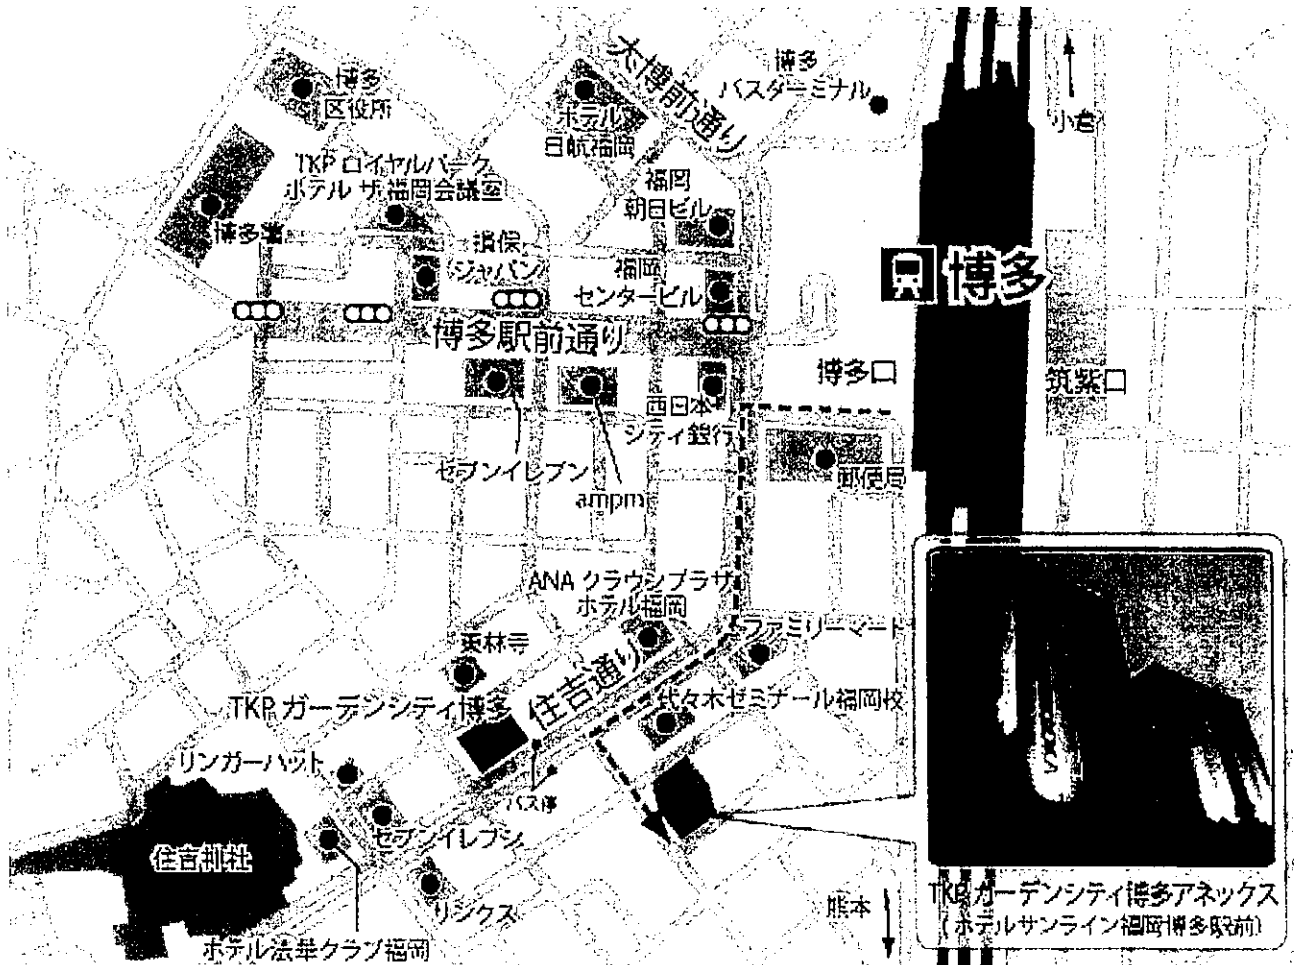 博多
区役所
ホテル
日航福岡
大博前通り
博多
バスターミナル
小倉
TKP ロイヤルパーク
ホテル ザ 福岡会議室
福岡
朝日ビル
博多
損保
ジャパン
福岡
センタービル
博多
博多駅前通り
博多口
筑紫口
西日本
シティ銀行
セブンイレブン
ampm
郵便局
ANA クラウンプラザ
ホテル福岡
東林寺
住吉通り
ファミリーマート
TKP ガーデンシティ博多
代々木ゼミナール福岡校
リンガーハット
バス停
セブンイレブン
住吉神社
リンクス
ホテル法華クラブ福岡
熊本
TKP ガーデンシティ博多アネックス
(ホテルサンライン福岡博多駅前)